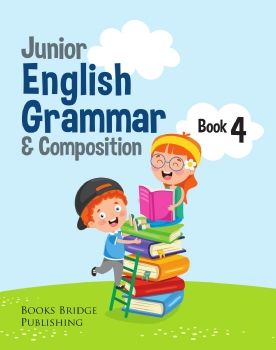 Junior
English
Grammar
& Composition
Book 4
Books Bridge
Publishing